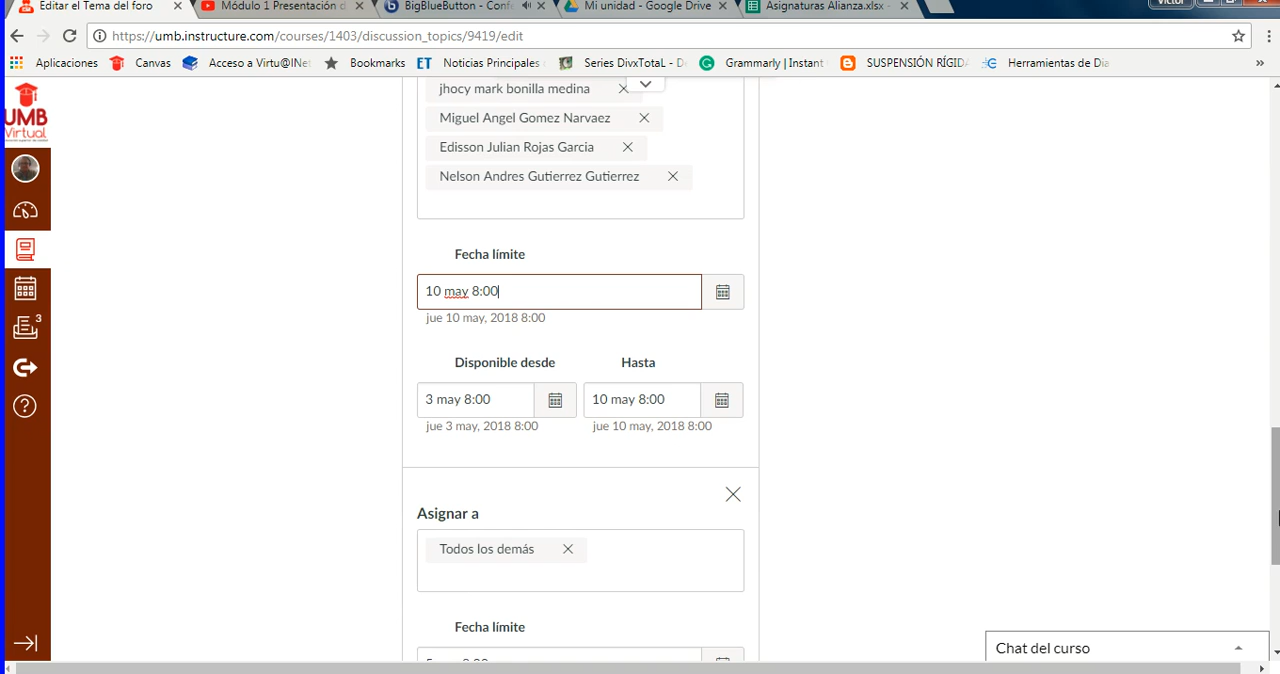 Editar el Tema del foro
Módulo 1 Presentación d
BigBlueButton - Confe
Mi unidad - Google Drive
Asignaturas Alianza.xlsx -
Victor
https://umb.instructure.com/courses/1403/discussion_topics/9419/edit
Aplicaciones
Canvas
Acceso a Virtu@lNet
Bookmarks
ET
Noticias Principales
Series DivxTotaL - D
Grammarly | Instant
SUSPENSIÓN RÍGIDA
Herramientas de Dia
»
UMB
Virtual
jhocy mark bonilla medina
Miguel Angel Gomez Narvaez
Edisson Julian Rojas Garcia
Nelson Andres Gutierrez Gutierrez
Fecha límite
10 may 8:00
jue 10 may, 2018 8:00
Disponible desde
Hasta
3 may 8:00
10 may 8:00
jue 3 may, 2018 8:00
jue 10 may, 2018 8:00
3
Asignar a
Todos los demás
Fecha límite
Chat del curso